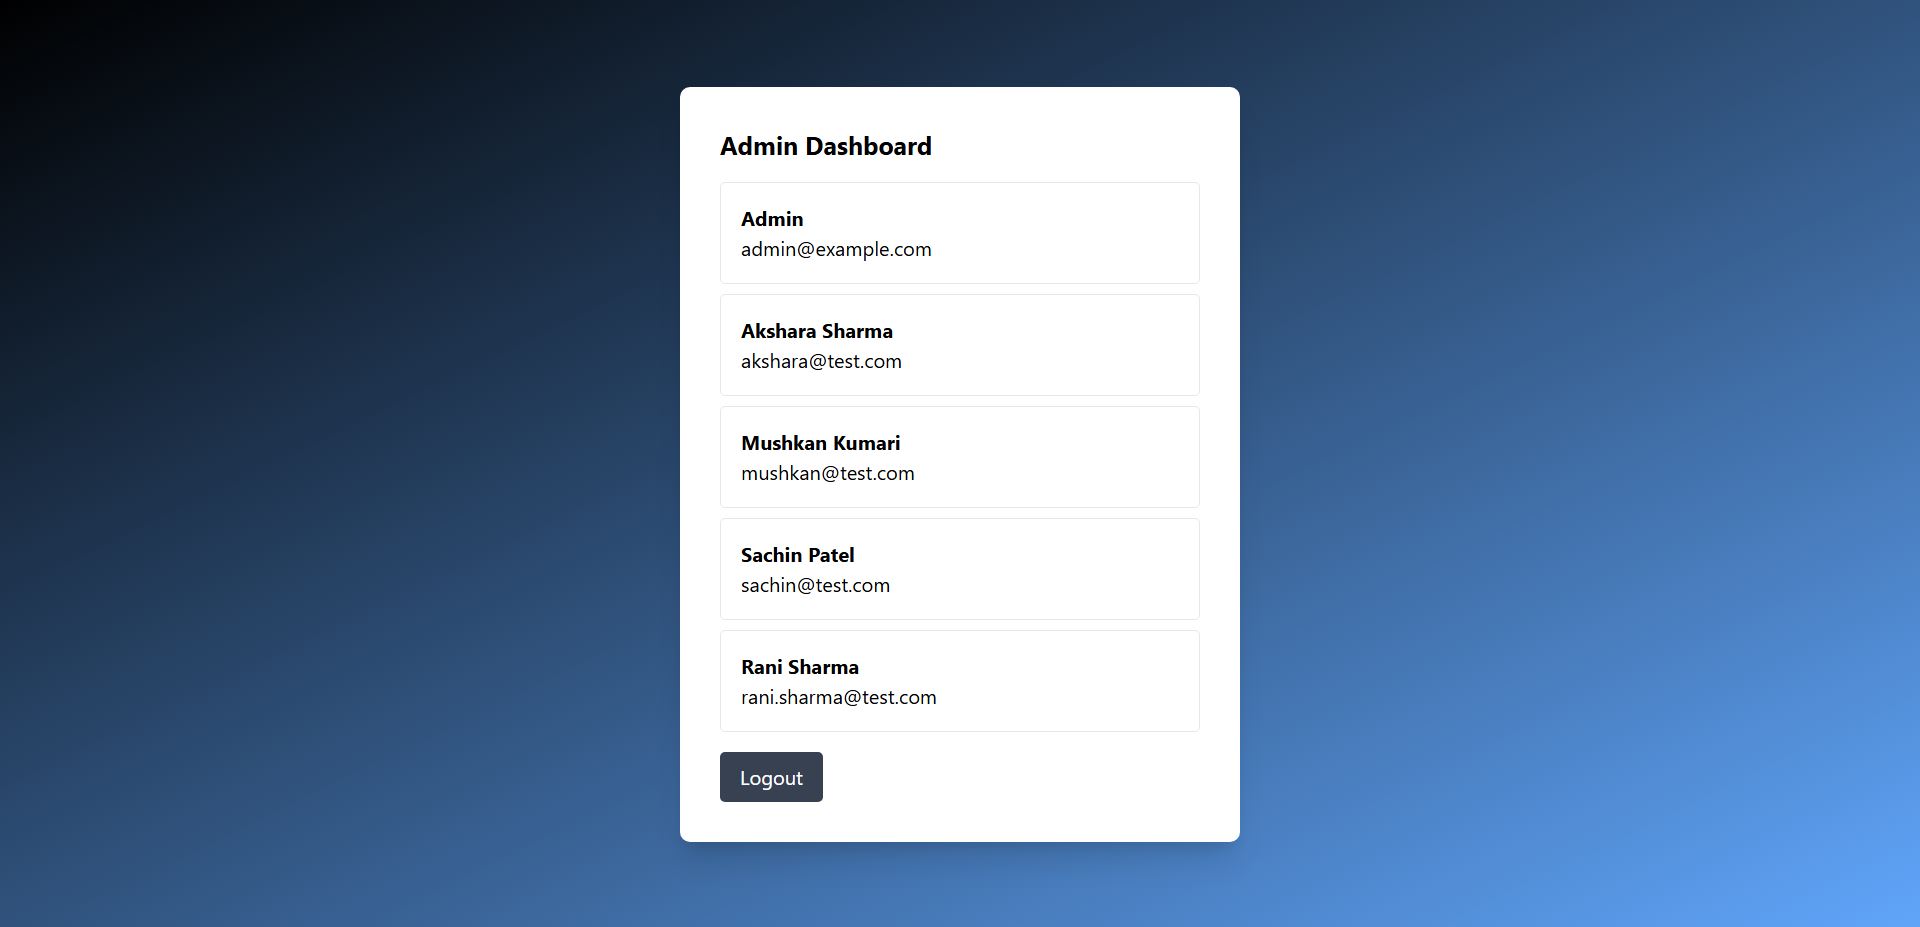 Admin Dashboard
Admin
admin@example.com
Akshara Sharma
akshara@test.com
Mushkan Kumari
mushkan@test.com
Sachin Patel
sachin@test.com
Rani Sharma
rani.sharma@test.com
Logout